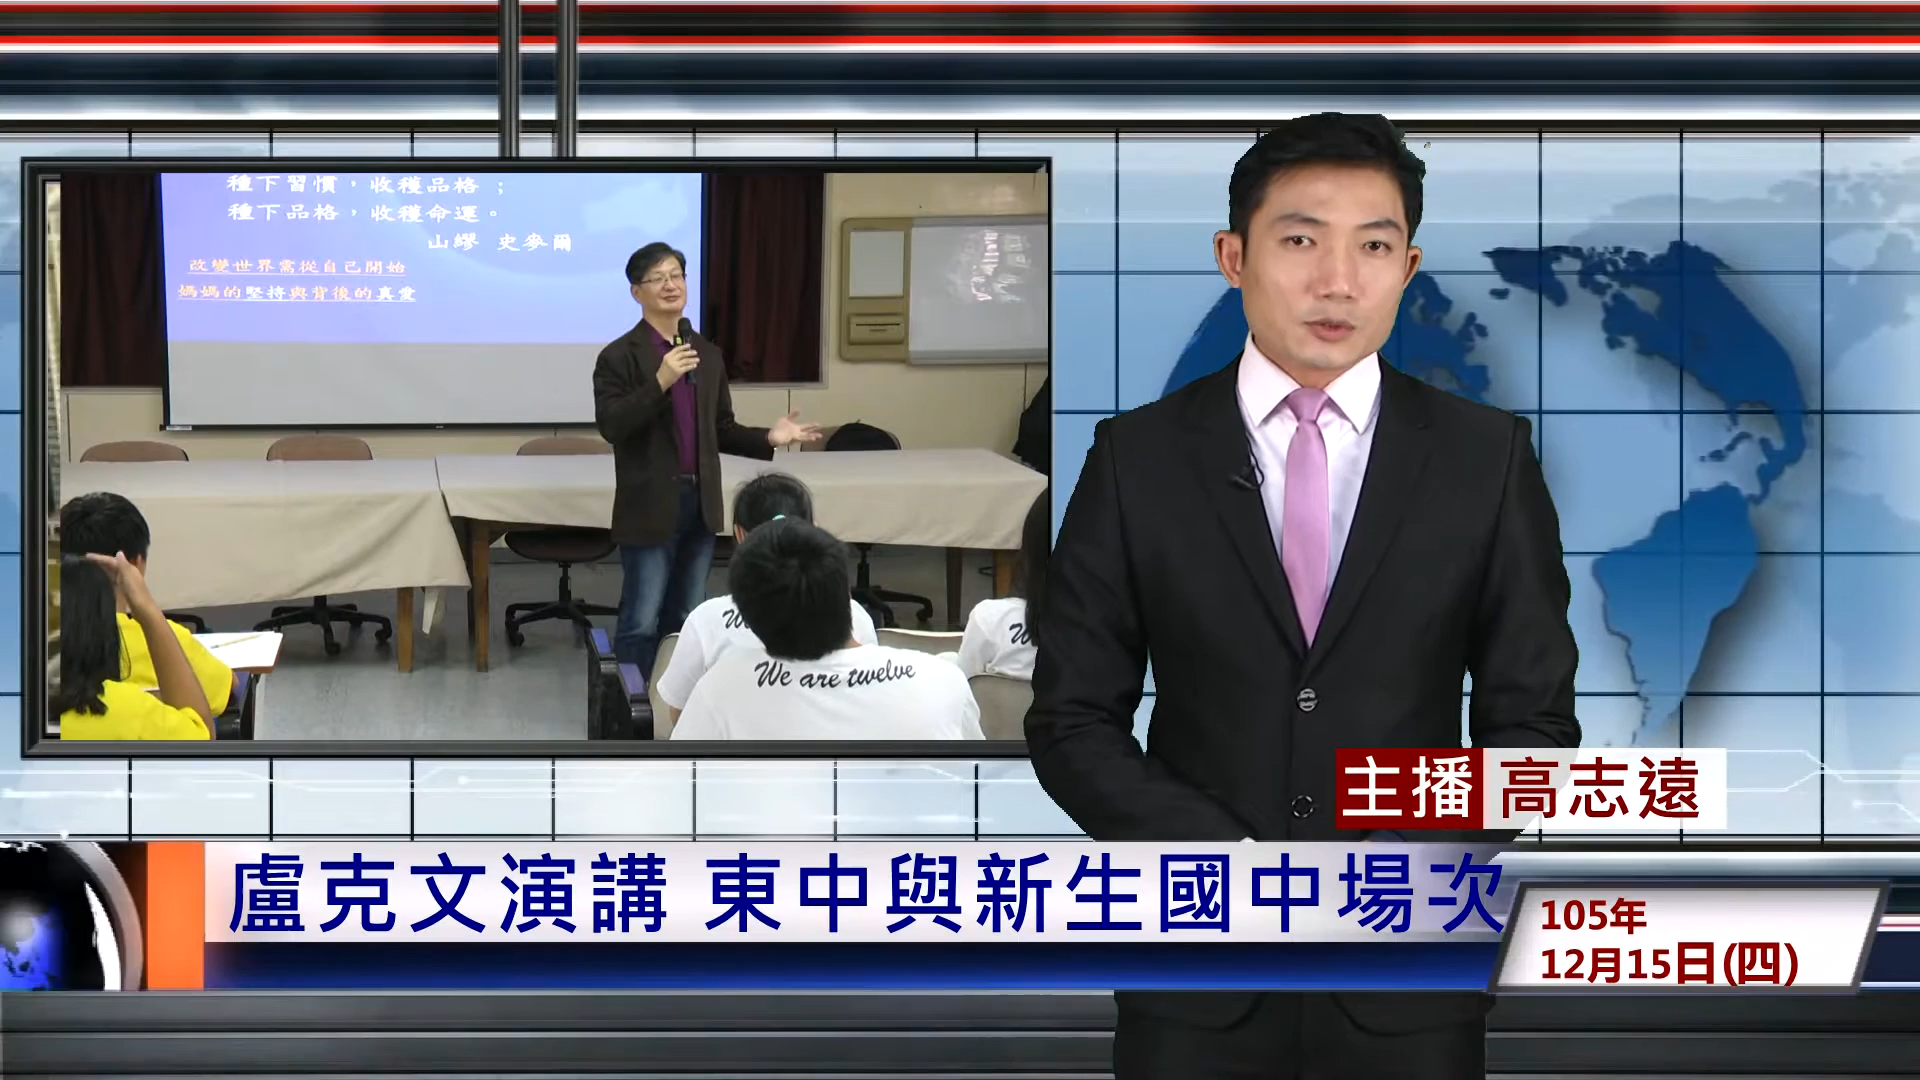 種下習慣，收穫品格；
種下品格，收穫命運。
山繆 史麥爾
改變世界需從自己開始
媽媽的堅持與背後的真愛
We are twelve
主播 高志遠
盧克文演講 東中與新生國中場次
105年
12月15日(四)